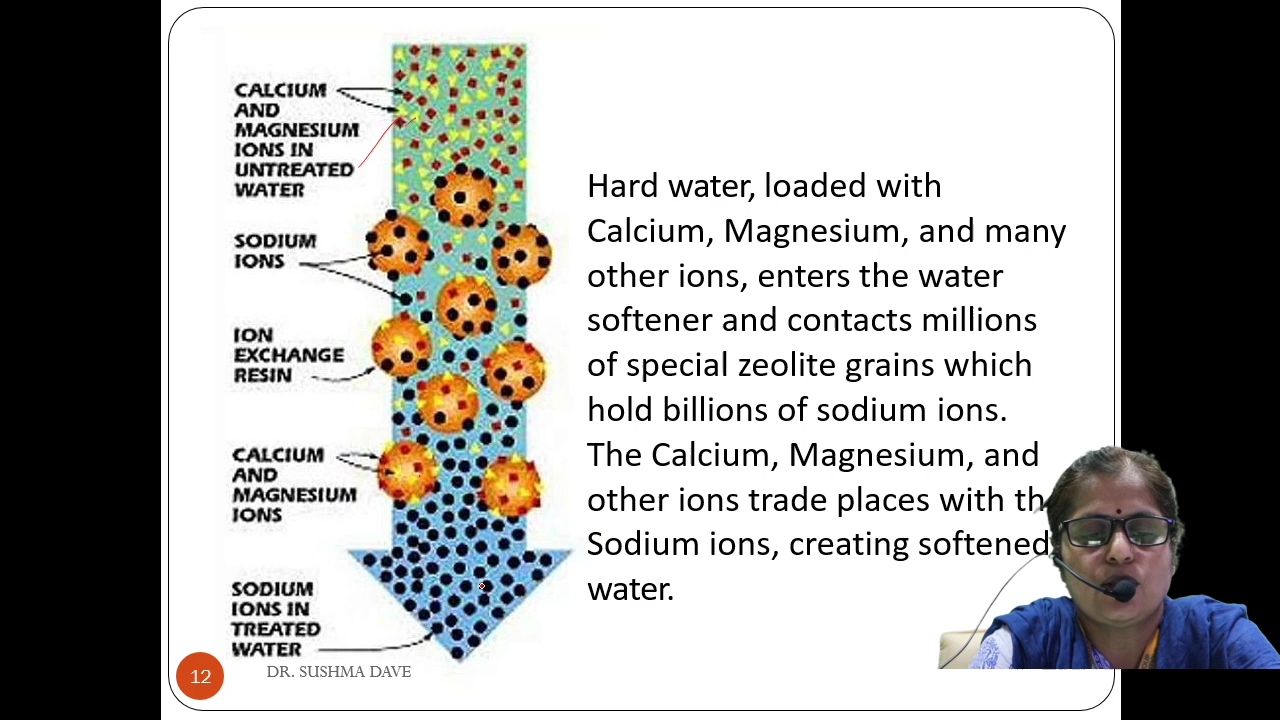 CALCIUM
AND
MAGNESIUM
IONS IN
UNTREATED
WATER
SODIUM
IONS
ION
EXCHANGE
RESIN
CALCIUM
AND
MAGNESIUM
IONS
SODIUM
IONS IN
TREATED
WATER
Hard water, loaded with
Calcium, Magnesium, and many
other ions, enters the water
softener and contacts millions
of special zeolite grains which
hold billions of sodium ions.
The Calcium, Magnesium, and
other ions trade places with th
Sodium ions, creating softened
water.
12
DR. SUSHMA DAVE